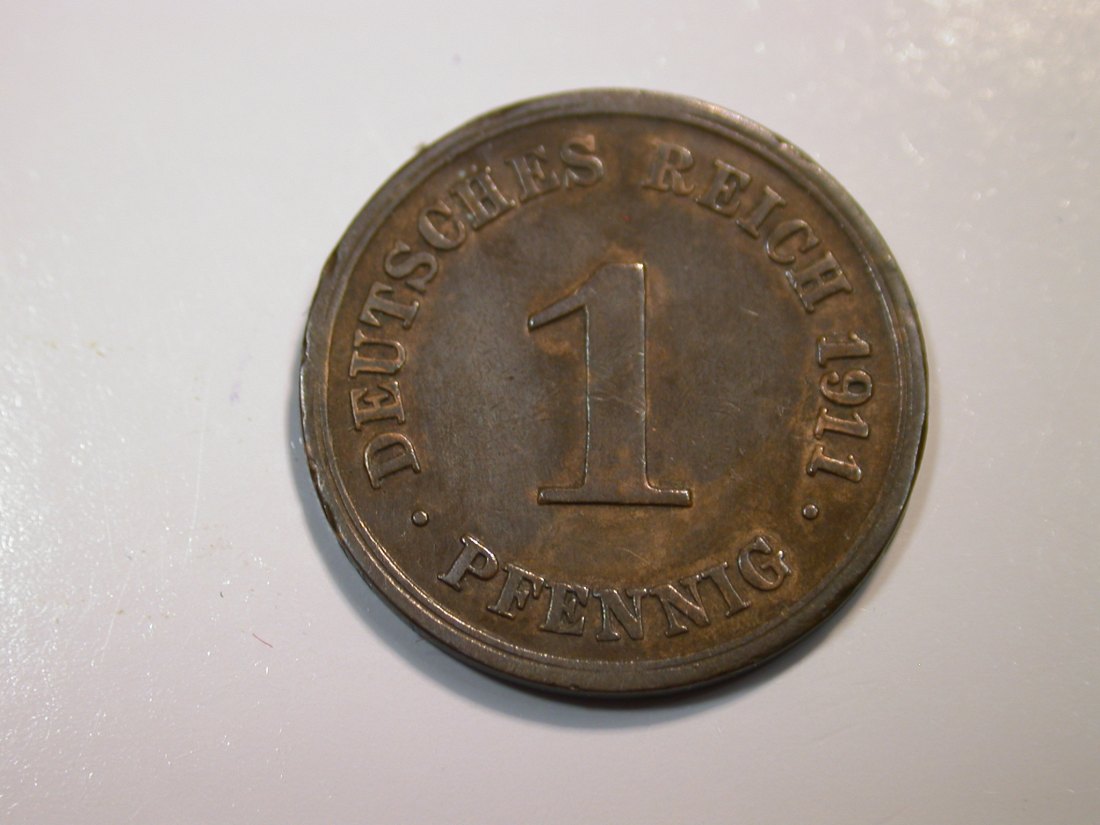 DEUTSCHES REICH 1911
1
· PFENNIG ·